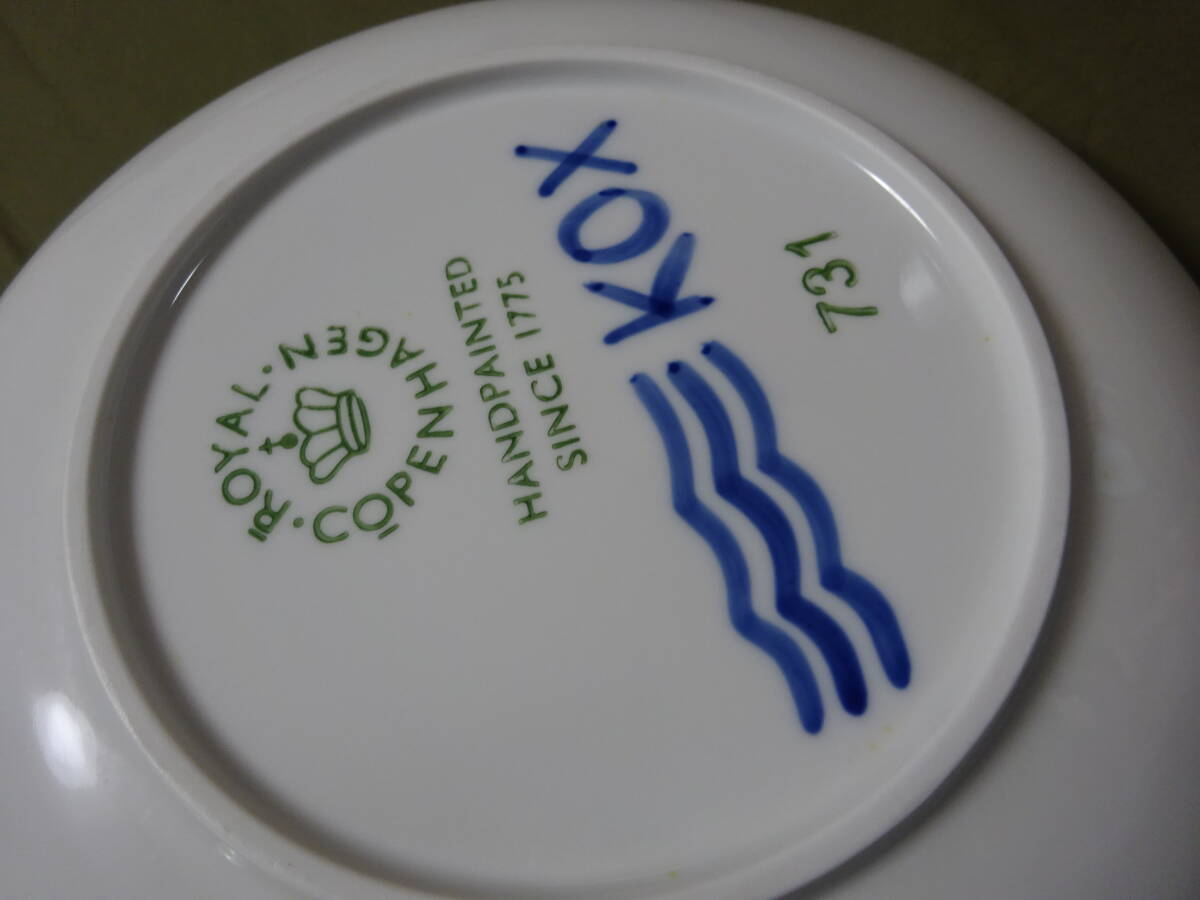 ROYAL. COPENHAGEN.
HANDPAINTED
SINCE 1775
KOX
731